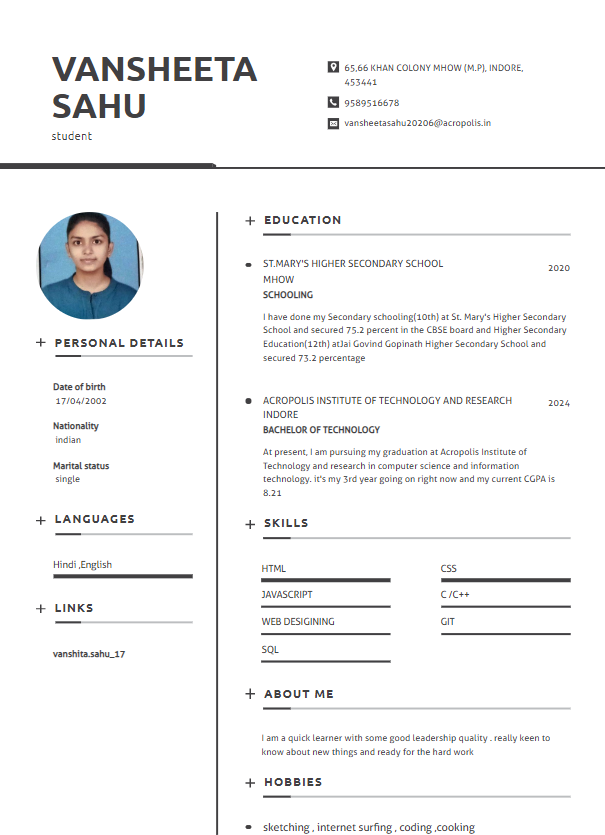 VANSHEETA
SAHU
student
65,66 KHAN COLONY MHOW (M.P), INDORE,
453441
9589516678
vansheetasahu20206@acropolis.in
PERSONAL DETAILS
Date of birth
17/04/2002
Nationality
indian
Marital status
single
LANGUAGES
Hindi ,English
LINKS
vanshita.sahu_17
EDUCATION
ST.MARY'S HIGHER SECONDARY SCHOOL
MHOW
2020
SCHOOLING
I have done my Secondary schooling(10th) at St. Mary's Higher Secondary
School and secured 75.2 percent in the CBSE board and Higher Secondary
Education(12th) atJai Govind Gopinath Higher Secondary School and
secured 73.2 percentage
ACROPOLIS INSTITUTE OF TECHNOLOGY AND RESEARCH
INDORE
2024
BACHELOR OF TECHNOLOGY
At present, I am pursuing my graduation at Acropolis Institute of
Technology and research in computer science and information
technology. it's my 3rd year going on right now and my current CGPA is
8.21
SKILLS
HTML
CSS
JAVASCRIPT
C /C++
WEB DESIGINING
GIT
SQL
ABOUT ME
I am a quick learner with some good leadership quality . really keen to
know about new things and ready for the hard work
HOBBIES
sketching , internet surfing , coding ,cooking